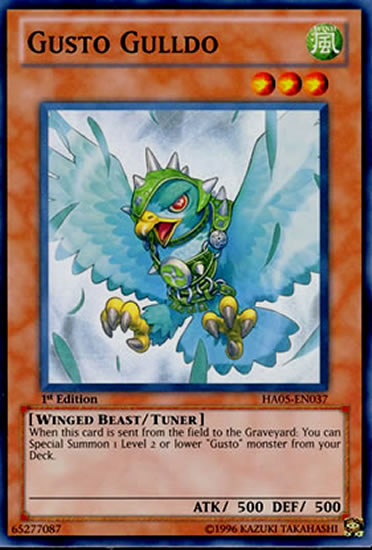 GUSTO GULLDO
風
1st Edition
HA05-EN037
[WINGED BEAST/TUNER]
When this card is sent from the field to the Graveyard: You can
Special Summon 1 Level 2 or lower "Gusto" monster from your
Deck.
ATK/ 500 DEF/ 500
65277087
©1996 KAZUKI TAKAHASHI